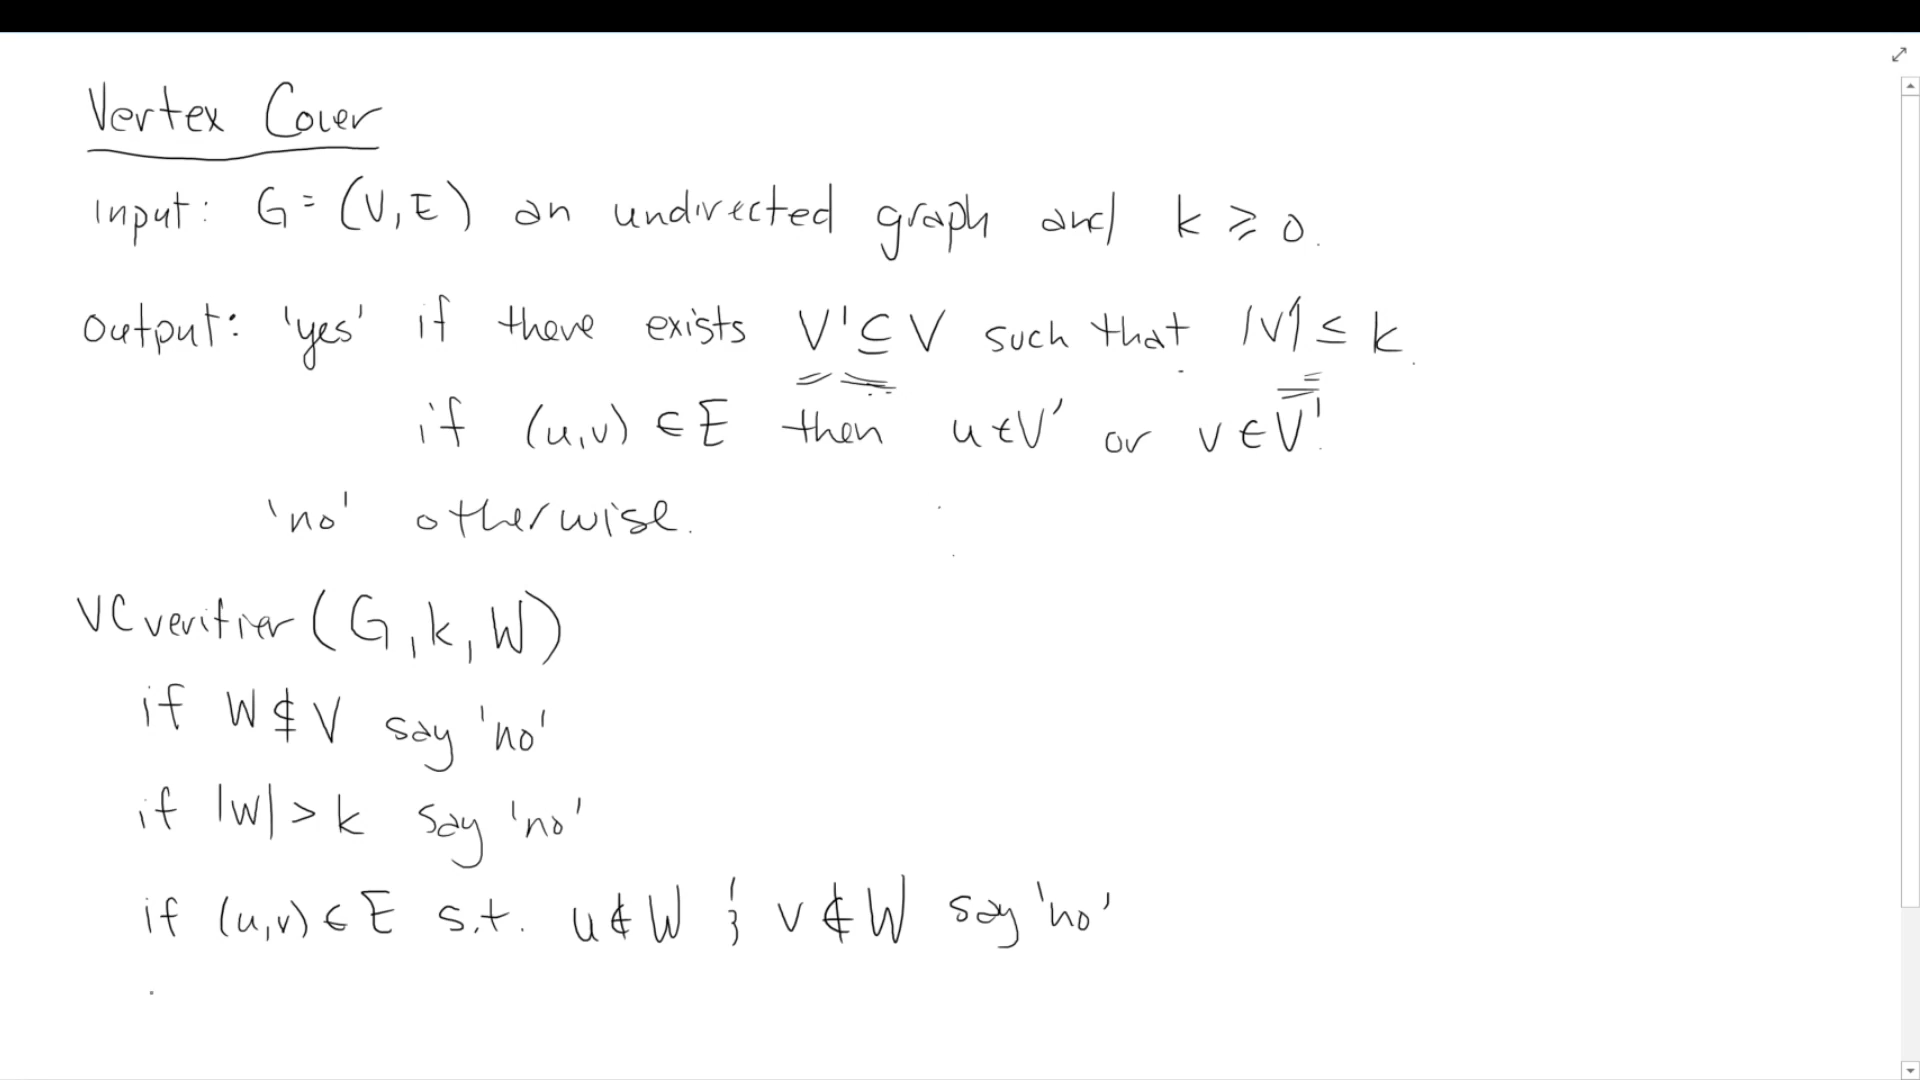 Vertex Cover
input: G = (V, E) an undirected graph and k ≥ 0.
output: 'yes' if there exists V' ⊆ V such that |V'| ≤ k.
if (u,v) ∈ E then u ∈ V' or v ∈ V'.
'no' otherwise.
VCverifier(G, k, W)
if W ⊈ V say 'no'
if |W| > k say 'no'
if (u,v) ∈ E s.t. u ∉ W & v ∉ W say 'no'